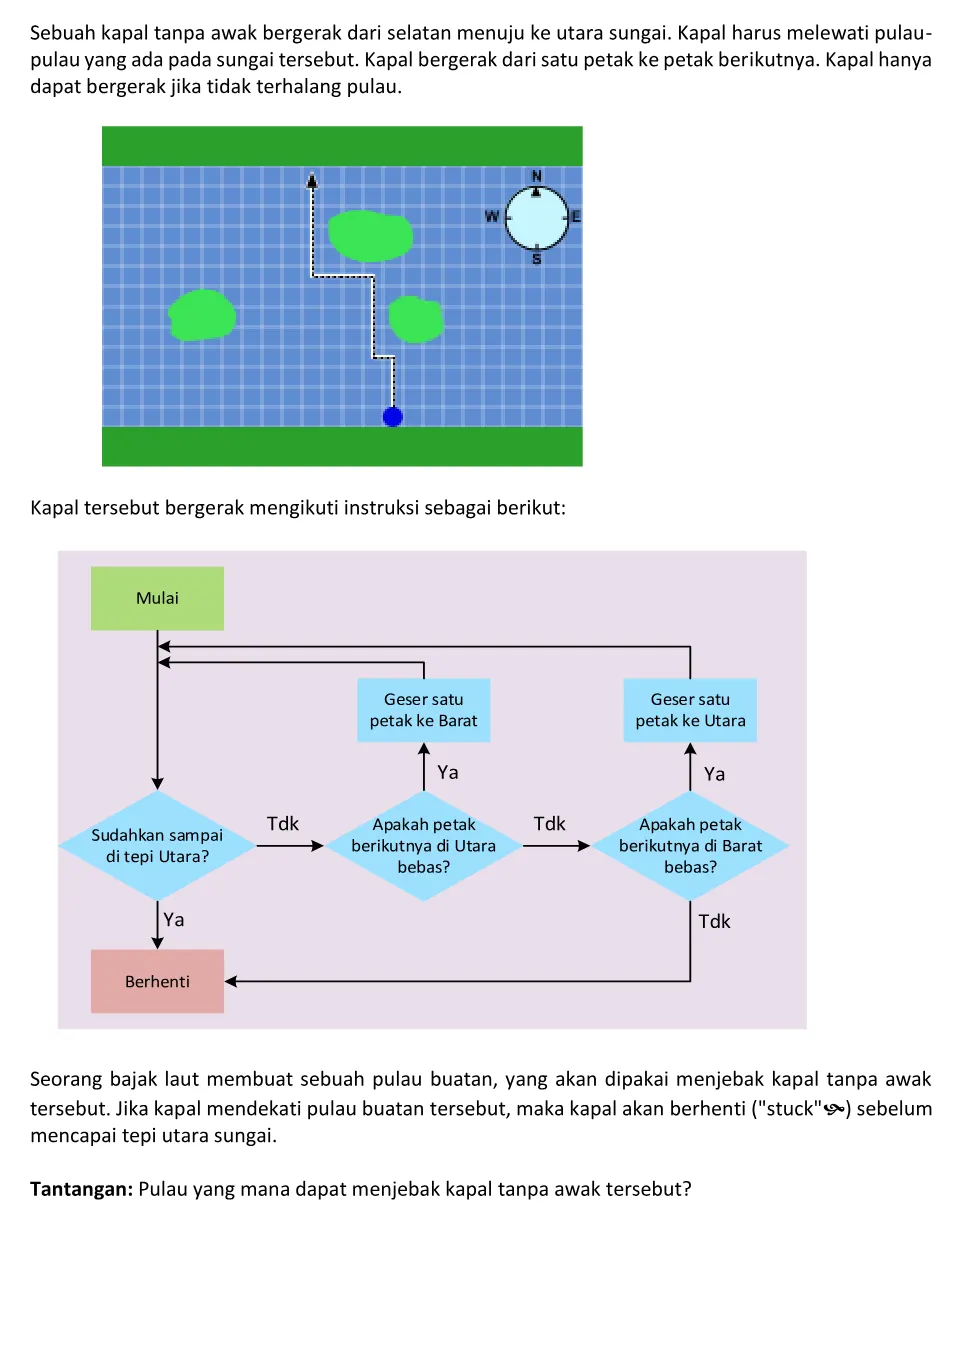 Sebuah kapal tanpa awak bergerak dari selatan menuju ke utara sungai. Kapal harus melewati pulau-
pulau yang ada pada sungai tersebut. Kapal bergerak dari satu petak ke petak berikutnya. Kapal hanya
dapat bergerak jika tidak terhalang pulau.
N
W
E
S
Kapal tersebut bergerak mengikuti instruksi sebagai berikut:
Mulai
Geser satu
petak ke Barat
Geser satu
petak ke Utara
Ya
Ya
Sudahkan sampai
di tepi Utara?
Tdk
Apakah petak
berikutnya di Utara
bebas?
Tdk
Apakah petak
berikutnya di Barat
bebas?
Ya
Tdk
Berhenti
Seorang bajak laut membuat sebuah pulau buatan, yang akan dipakai menjebak kapal tanpa awak
tersebut. Jika kapal mendekati pulau buatan tersebut, maka kapal akan berhenti ("stuck") sebelum
mencapai tepi utara sungai.
Tantangan: Pulau yang mana dapat menjebak kapal tanpa awak tersebut?